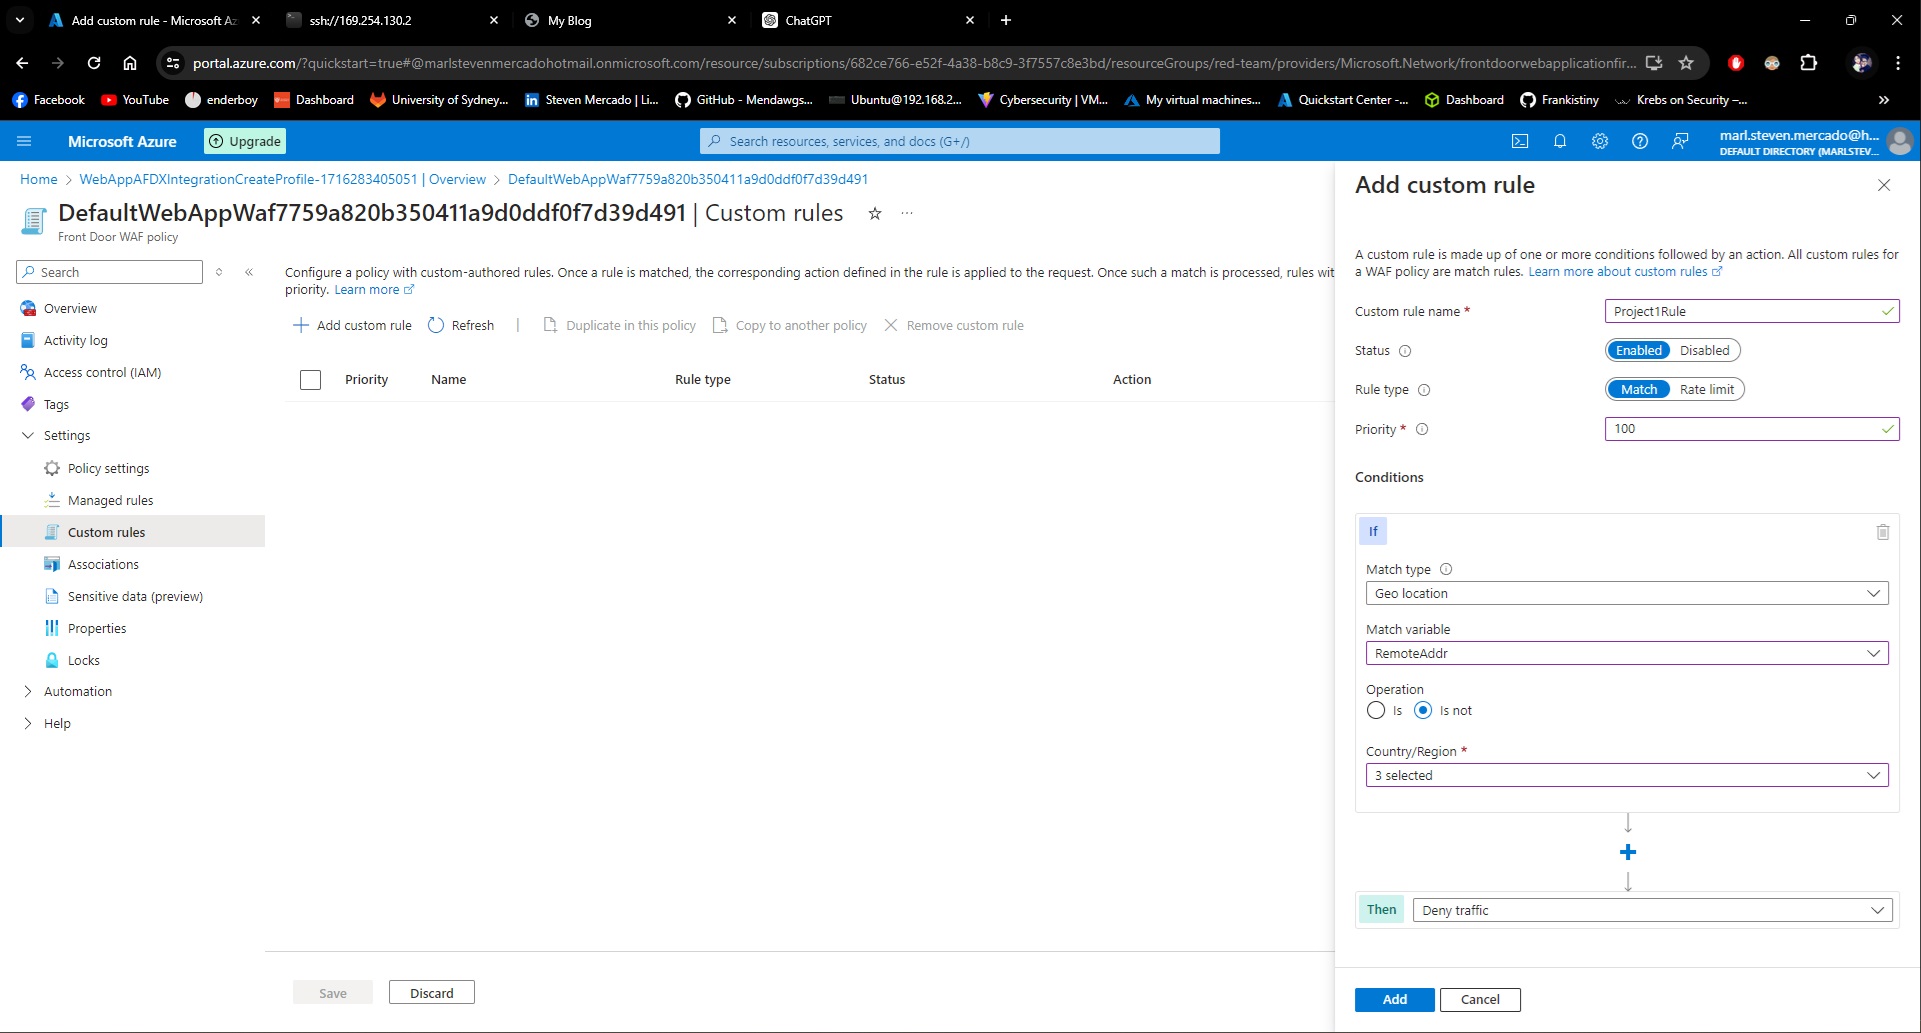 Add custom rule - Microsoft Az
ssh://169.254.130.2
My Blog
ChatGPT
portal.azure.com/?quickstart=true#@marlstevenmercadohotmail.onmicrosoft.com/resource/subscriptions/682ce766-e52f-4a38-b8c9-3f7557c8e3bd/resourceGroups/red-team/providers/Microsoft.Network/frontdoorwebapplicationfir...
Facebook
YouTube
enderboy
Dashboard
University of Sydney...
Steven Mercado | Li...
GitHub - Mendawgs...
Ubuntu@192.168.2...
Cybersecurity | VM...
My virtual machines...
Quickstart Center -...
Dashboard
Frankistiny
Krebs on Security –...
Microsoft Azure
Upgrade
Search resources, services, and docs (G+/)
marl.steven.mercado@h...
DEFAULT DIRECTORY (MARLSTEV...
Home > WebAppAFDXIntegrationCreateProfile-1716283405051 | Overview > DefaultWebAppWaf7759a820b350411a9d0ddf0f7d39d491
DefaultWebAppWaf7759a820b350411a9d0ddf0f7d39d491 | Custom rules
Front Door WAF policy
Search
Overview
Activity log
Access control (IAM)
Tags
Settings
Policy settings
Managed rules
Custom rules
Associations
Sensitive data (preview)
Properties
Locks
Automation
Help
Configure a policy with custom-authored rules. Once a rule is matched, the corresponding action defined in the rule is applied to the request. Once such a match is processed, rules wit
priority. Learn more
Add custom rule
Refresh
Duplicate in this policy
Copy to another policy
Remove custom rule
Priority
Name
Rule type
Status
Action
Save
Discard
Add custom rule
A custom rule is made up of one or more conditions followed by an action. All custom rules for
a WAF policy are match rules. Learn more about custom rules
Custom rule name *
Project1Rule
Status
Enabled
Disabled
Rule type
Match
Rate limit
Priority *
100
Conditions
If
Match type
Geo location
Match variable
RemoteAddr
Operation
Is
Is not
Country/Region *
3 selected
Then
Deny traffic
Add
Cancel